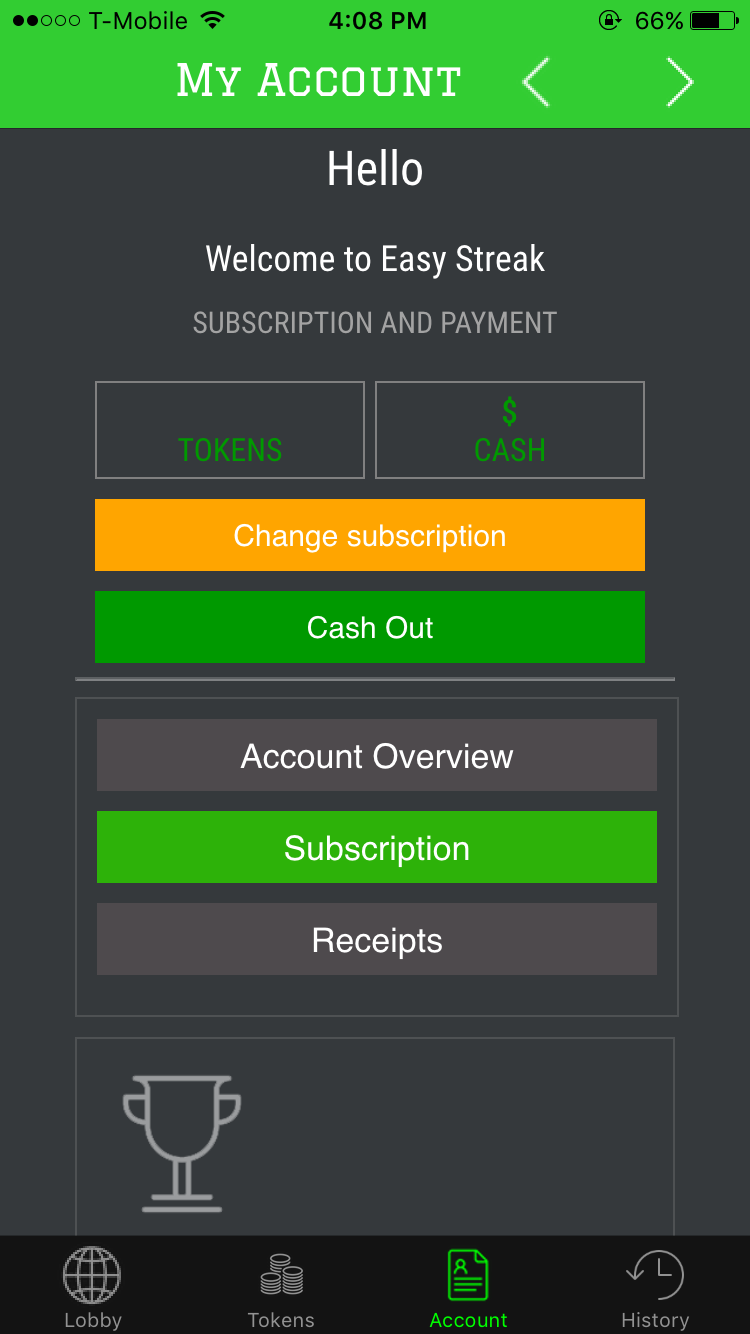 T-Mobile 4:08 PM 66%
My Account
Hello
Welcome to Easy Streak
SUBSCRIPTION AND PAYMENT
TOKENS
$
CASH
Change subscription
Cash Out
Account Overview
Subscription
Receipts
Lobby Tokens Account History